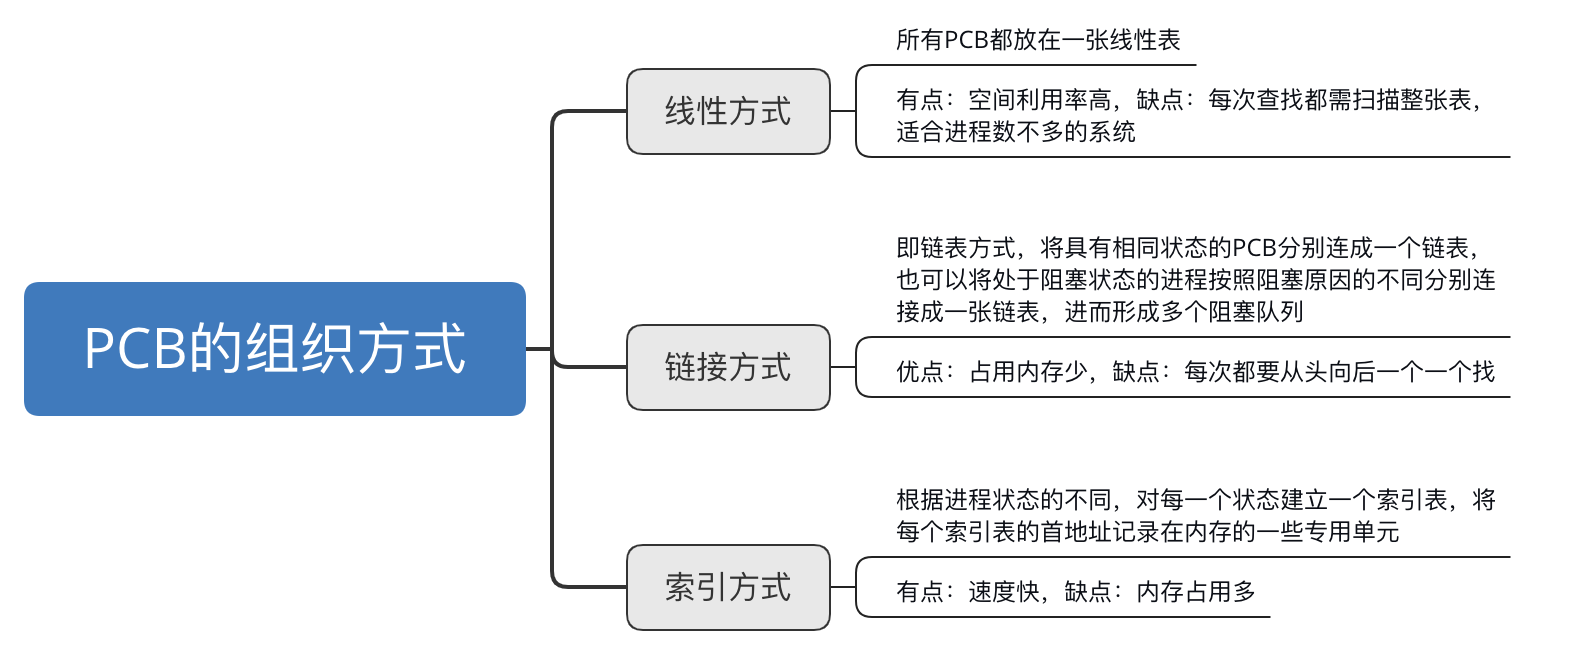 PCB的组织方式
线性方式
所有PCB都放在一张线性表
有点：空间利用率高，缺点：每次查找都需扫描整张表，
适合进程数不多的系统
链接方式
即链表方式，将具有相同状态的PCB分别连成一个链表，
也可以将处于阻塞状态的进程按照阻塞原因的不同分别连
接成一张链表，进而形成多个阻塞队列
优点：占用内存少，缺点：每次都要从头向后一个一个找
索引方式
根据进程状态的不同，对每一个状态建立一个索引表，将
每个索引表的首地址记录在内存的一些专用单元
有点：速度快，缺点：内存占用多